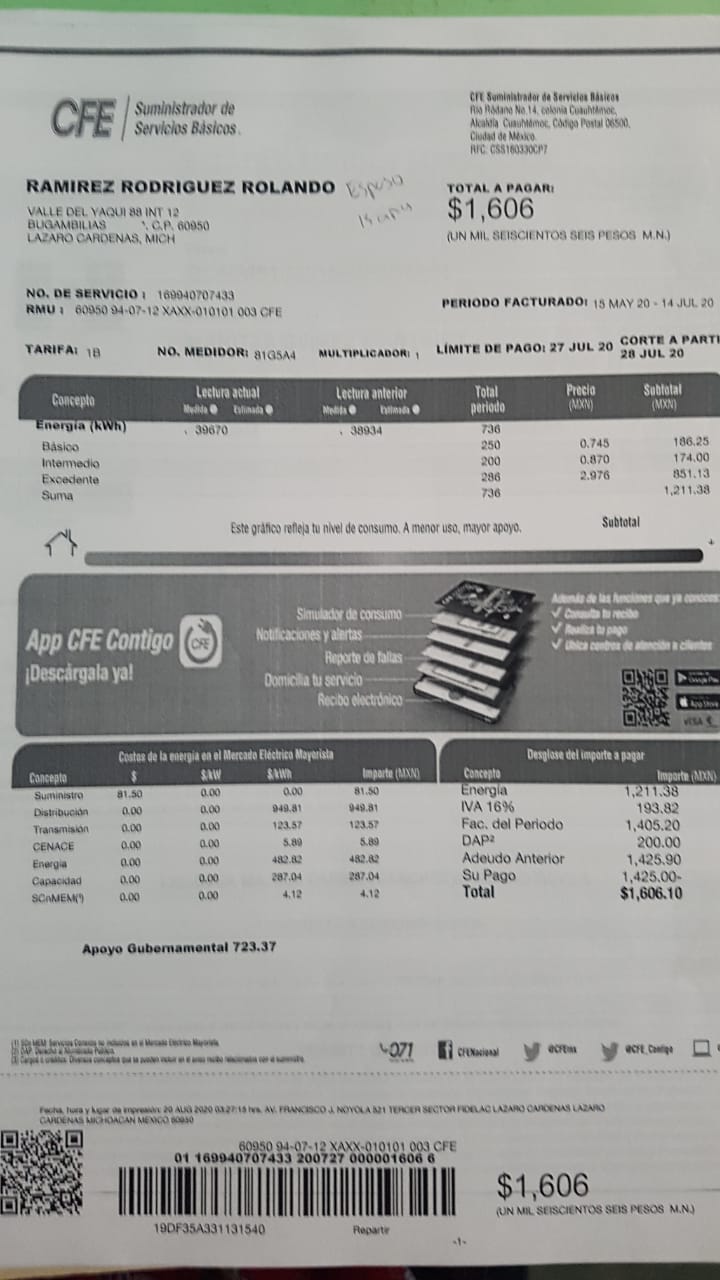 CFE Suministrador de
Servicios Básicos.
CFE Suministrador de Servicios Básicos
Río Ródano No.14, colonia Cuauhtémoc,
Alcaldía Cuauhtémoc, Código Postal 06500,
Ciudad de México.
RFC: CSS160330CP7
RAMIREZ RODRIGUEZ ROLANDO Esposo
VALLE DEL YAQUI 88 INT 12
BUGAMBILIAS C.P. 60950
LAZARO CARDENAS, MICH
TOTAL A PAGAR:
$1,606
(UN MIL SEISCIENTOS SEIS PESOS M.N.)
NO. DE SERVICIO : 169940707433
RMU : 60950 94-07-12 XAXX-010101 003 CFE
PERIODO FACTURADO: 15 MAY 20 - 14 JUL 20
TARIFA: 1B NO. MEDIDOR: 81G5A4 MULTIPLICADOR: 1 LÍMITE DE PAGO: 27 JUL 20 CORTE A PARTI
28 JUL 20
Concepto Lectura actual Lectura anterior Total periodo Precio (MXN) Subtotal (MXN)
Medida Estimada Medida Estimada
Energía (kWh) 39670 38934 736
Básico 250 0.745 186.25
Intermedio 200 0.870 174.00
Excedente 286 2.976 851.13
Suma 736 1,211.38
Este gráfico refleja tu nivel de consumo. A menor uso, mayor apoyo. Subtotal
+
App CFE Contigo CFE
¡Descárgala ya!
Simulador de consumo
Notificaciones y alertas
Reporte de fallas
Domicilia tu servicio
Recibo electrónico
Además de las funciones que ya conoces:
✓ Consulta tu recibo
✓ Realiza tu pago
✓ Ubica centros de atención a clientes
Google Play
App Store
Costos de la energía en el Mercado Eléctrico Mayorista
Concepto $ $/kW $/kWh Importe (MXN)
Suministro 81.50 0.00 0.00 81.50
Distribución 0.00 0.00 949.81 949.81
Transmisión 0.00 0.00 123.57 123.57
CENACE 0.00 0.00 5.89 5.89
Energía 0.00 0.00 482.82 482.82
Capacidad 0.00 0.00 287.04 287.04
SCnMEM(¹) 0.00 0.00 4.12 4.12
Desglose del importe a pagar
Concepto Importe (MXN)
Energía 1,211.38
IVA 16% 193.82
Fac. del Periodo 1,405.20
DAP² 200.00
Adeudo Anterior 1,425.90
Su Pago 1,425.00-
Total $1,606.10
Apoyo Gubernamental 723.37
(1) SCnMEM: Servicios Conexos no incluidos en el Mercado Eléctrico Mayorista.
(2) DAP: Derecho al Alumbrado Público.
071 CFENacional @CFEmx @CFE_Contigo
Fecha, hora y lugar de impresión: 20 AUG 2020 03:27:15 hrs. AV. FRANCISCO J. NOYOLA 521 TERCER SECTOR FIDELAC LAZARO CARDENAS LAZARO
CARDENAS MICHOACAN MEXICO 60950
60950 94-07-12 XAXX-010101 003 CFE
01 169940707433 200727 000001606 6
19DF35A331131540 Repartir
$1,606
(UN MIL SEISCIENTOS SEIS PESOS M.N.)
-1-